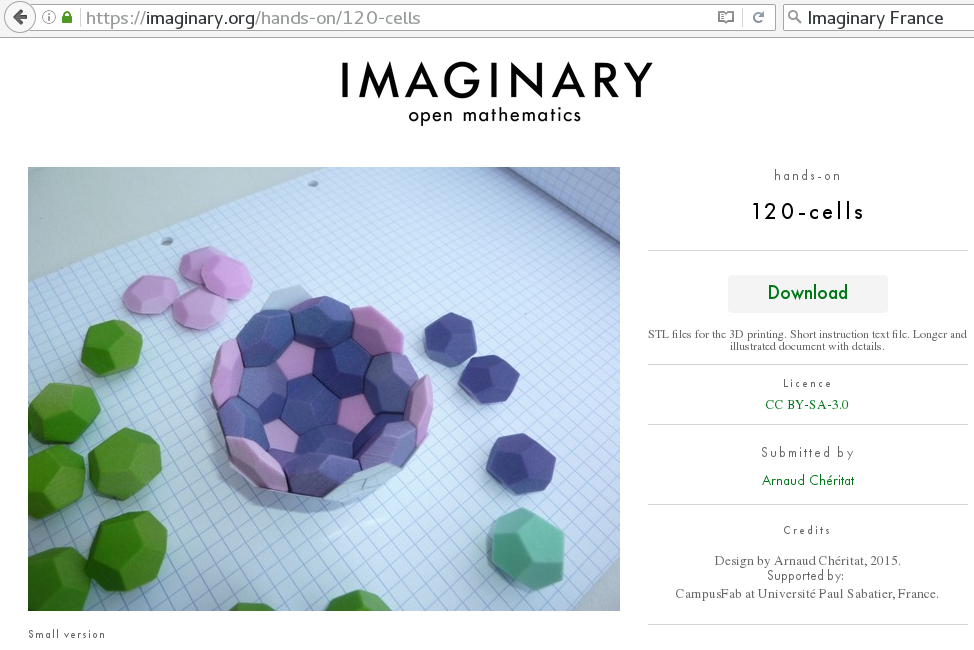 https://imaginary.org/hands-on/120-cells
Imaginary France
IMAGINARY
open mathematics
hands-on
120-cells
Download
STL files for the 3D printing. Short instruction text file. Longer and
illustrated document with details.
Licence
CC BY-SA-3.0
Submitted by
Arnaud Chéritat
Credits
Design by Arnaud Chéritat, 2015.
Supported by:
CampusFab at Université Paul Sabatier, France.
Small version